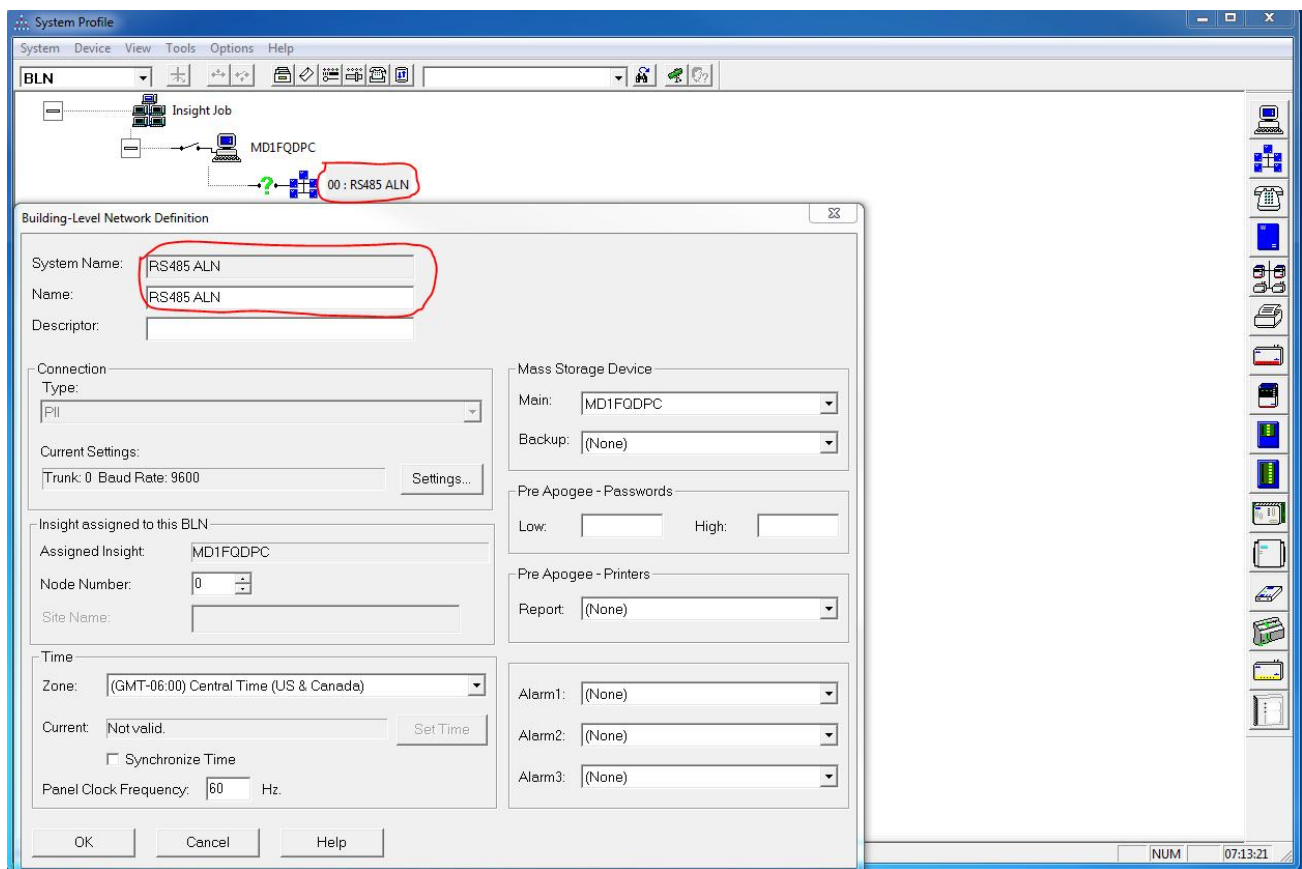 System Profile
System Device View Tools Options Help
BLN
Insight Job
MD1FQDPC
00 : RS485 ALN
Building-Level Network Definition
System Name: RS485 ALN
Name: RS485 ALN
Descriptor:
Connection
Type:
PII
Current Settings:
Trunk: 0 Baud Rate: 9600 Settings...
Insight assigned to this BLN
Assigned Insight: MD1FQDPC
Node Number: 0
Site Name:
Time
Zone: (GMT-06:00) Central Time (US & Canada)
Current: Not valid. Set Time
Synchronize Time
Panel Clock Frequency: 60 Hz.
Mass Storage Device
Main: MD1FQDPC
Backup: (None)
Pre Apogee - Passwords
Low: High:
Pre Apogee - Printers
Report: (None)
Alarm1: (None)
Alarm2: (None)
Alarm3: (None)
OK Cancel Help
NUM 07:13:21